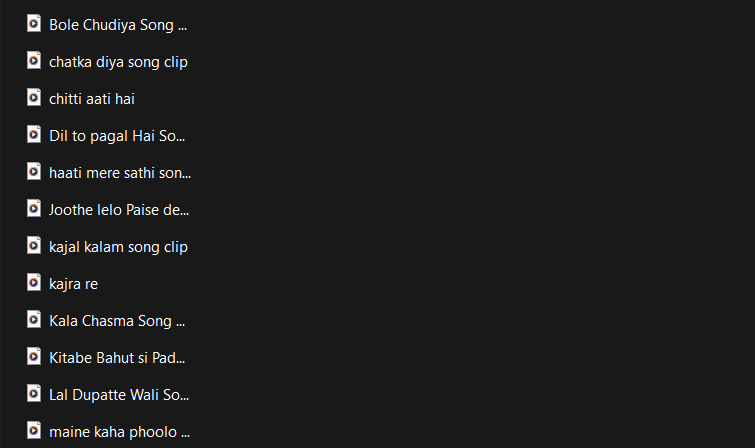 Bole Chudiya Song ...
chatka diya song clip
chitti aati hai
Dil to pagal Hai So...
haati mere sathi son...
Joothe lelo Paise de...
kajal kalam song clip
kajra re
Kala Chasma Song ...
Kitabe Bahut si Pad...
Lal Dupatte Wali So...
maine kaha phoolo ...